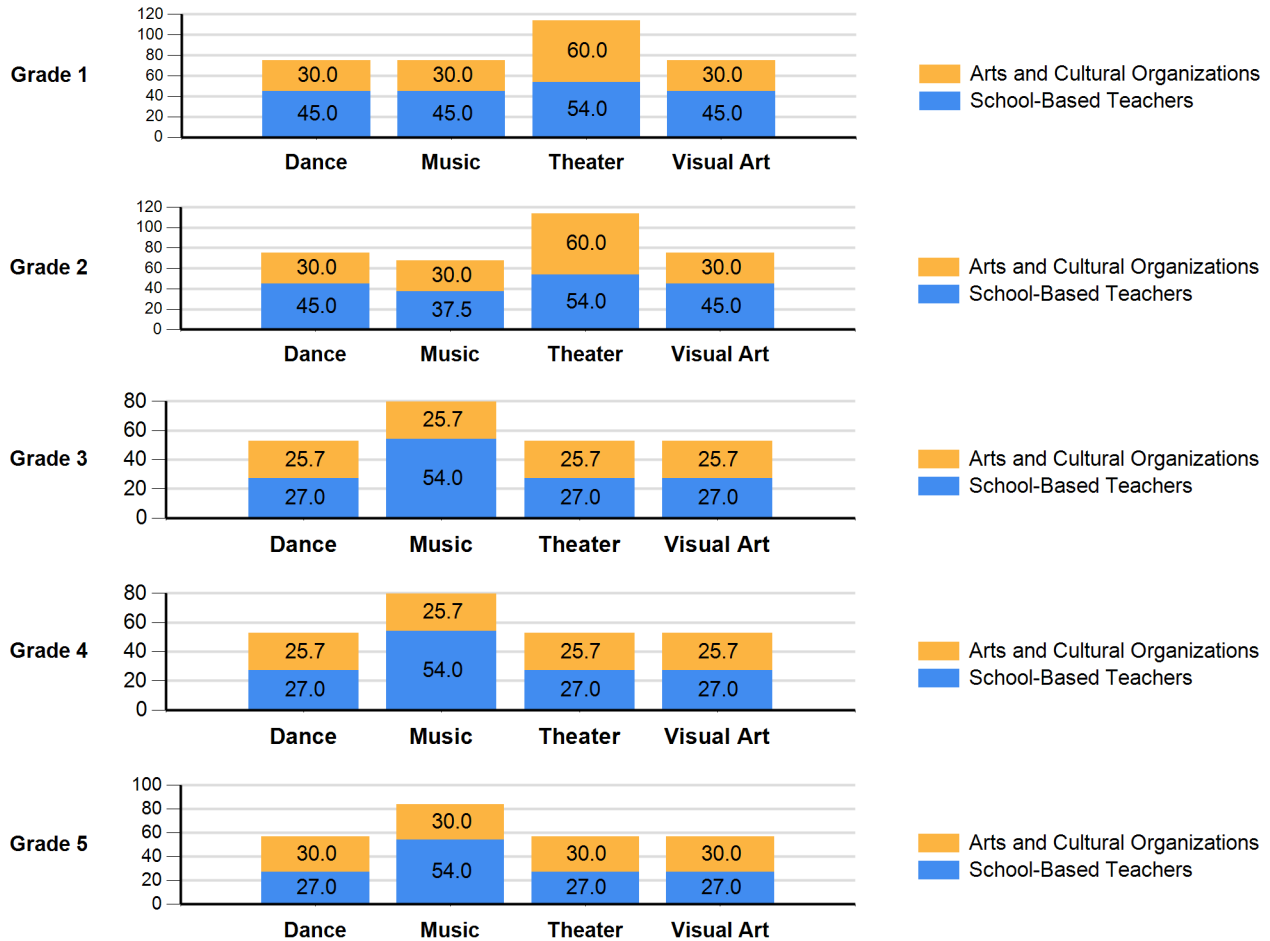 120
100
80
60
40
20
0
Grade 1
30.0 30.0 60.0 30.0
45.0 45.0 54.0 45.0
Dance Music Theater Visual Art
Arts and Cultural Organizations
School-Based Teachers
120
100
80
60
40
20
0
Grade 2
30.0 30.0 60.0 30.0
45.0 37.5 54.0 45.0
Dance Music Theater Visual Art
Arts and Cultural Organizations
School-Based Teachers
80
60
40
20
0
Grade 3
25.7 25.7 25.7 25.7
27.0 54.0 27.0 27.0
Dance Music Theater Visual Art
Arts and Cultural Organizations
School-Based Teachers
80
60
40
20
0
Grade 4
25.7 25.7 25.7 25.7
27.0 54.0 27.0 27.0
Dance Music Theater Visual Art
Arts and Cultural Organizations
School-Based Teachers
100
80
60
40
20
0
Grade 5
30.0 30.0 30.0 30.0
27.0 54.0 27.0 27.0
Dance Music Theater Visual Art
Arts and Cultural Organizations
School-Based Teachers